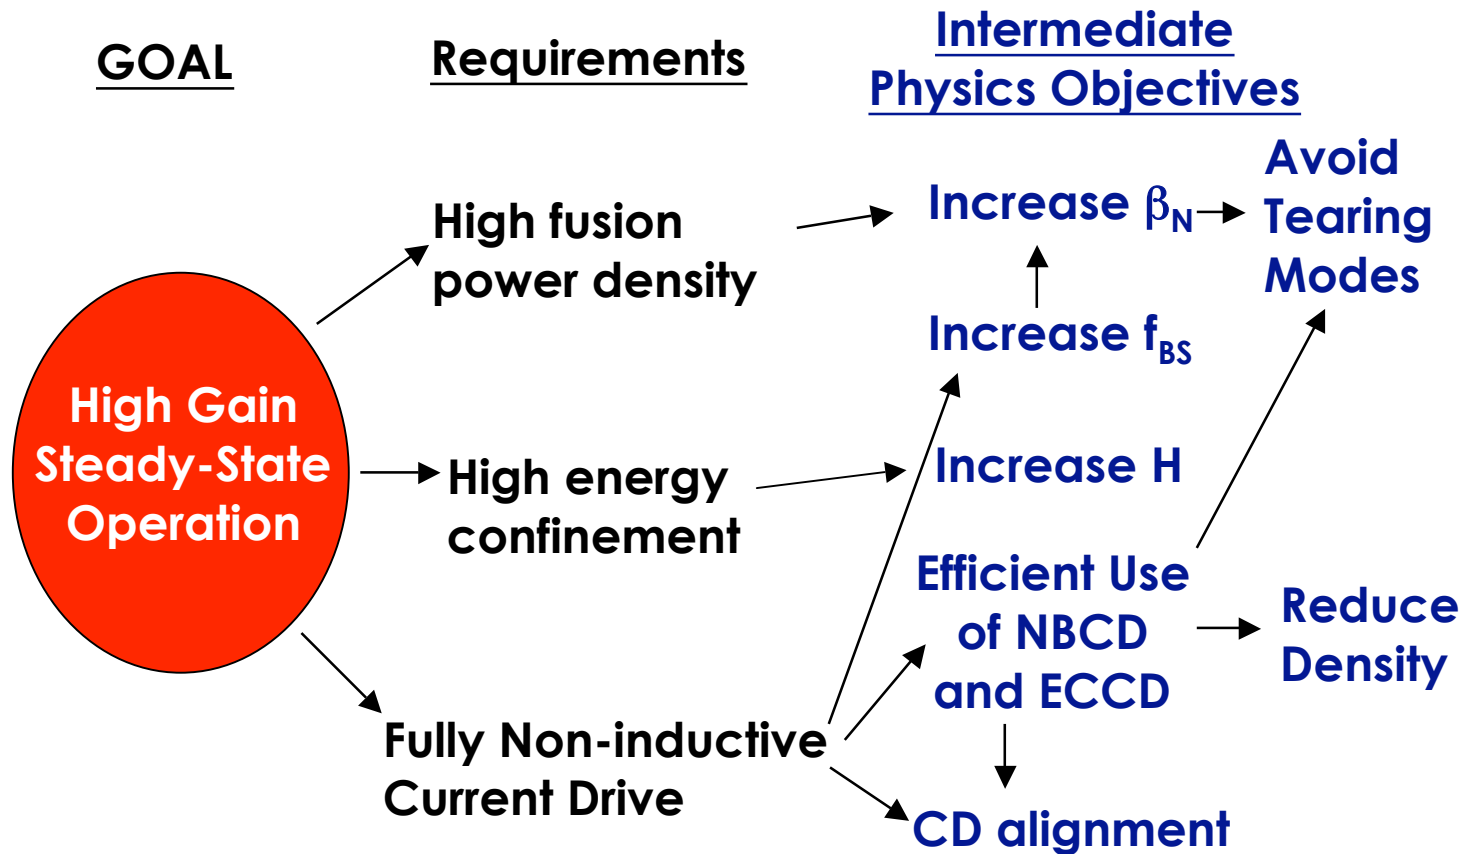 GOAL
Requirements
Intermediate
Physics Objectives
High Gain
Steady-State
Operation
High fusion
power density
High energy
confinement
Fully Non-inductive
Current Drive
Increase βN
Increase fBS
Increase H
Efficient Use
of NBCD
and ECCD
CD alignment
Avoid
Tearing
Modes
Reduce
Density